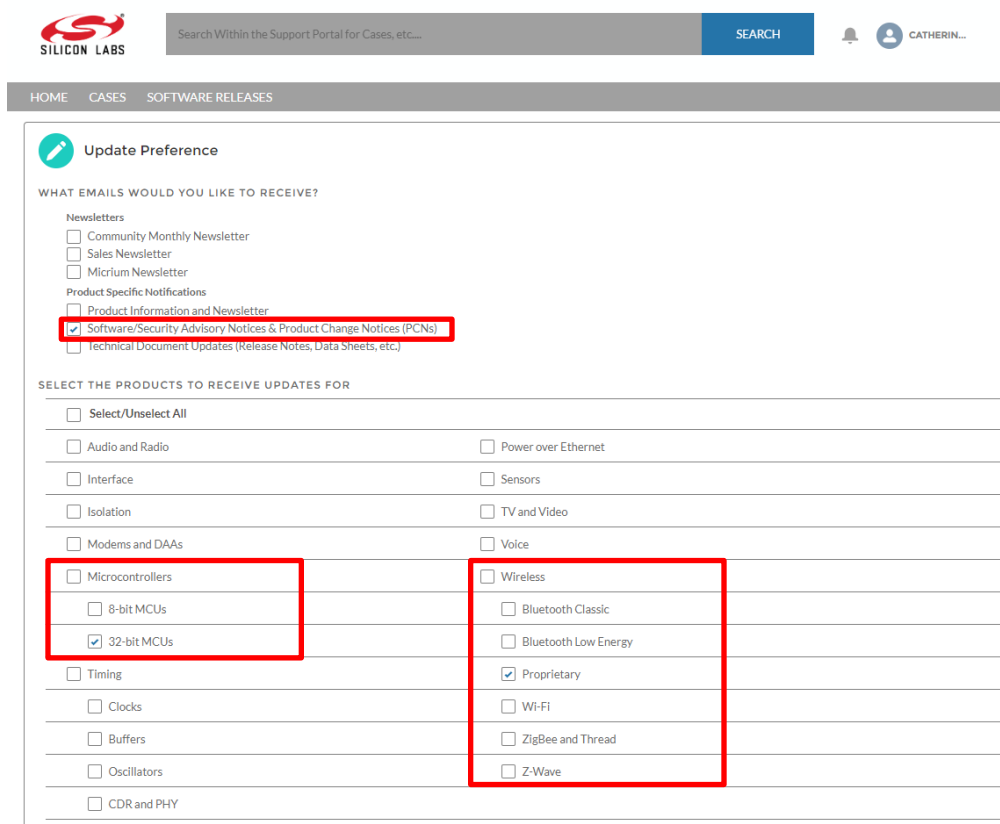 SILICON LABS
Search Within the Support Portal for Cases, etc....
SEARCH
CATHERIN...
HOME CASES SOFTWARE RELEASES
Update Preference
WHAT EMAILS WOULD YOU LIKE TO RECEIVE?
Newsletters
Community Monthly Newsletter
Sales Newsletter
Micrium Newsletter
Product Specific Notifications
Product Information and Newsletter
Software/Security Advisory Notices & Product Change Notices (PCNs)
Technical Document Updates (Release Notes, Data Sheets, etc.)
SELECT THE PRODUCTS TO RECEIVE UPDATES FOR
Select/Unselect All
Audio and Radio
Power over Ethernet
Interface
Sensors
Isolation
TV and Video
Modems and DAAs
Voice
Microcontrollers
Wireless
8-bit MCUs
Bluetooth Classic
32-bit MCUs
Bluetooth Low Energy
Timing
Proprietary
Clocks
Wi-Fi
Buffers
ZigBee and Thread
Oscillators
Z-Wave
CDR and PHY